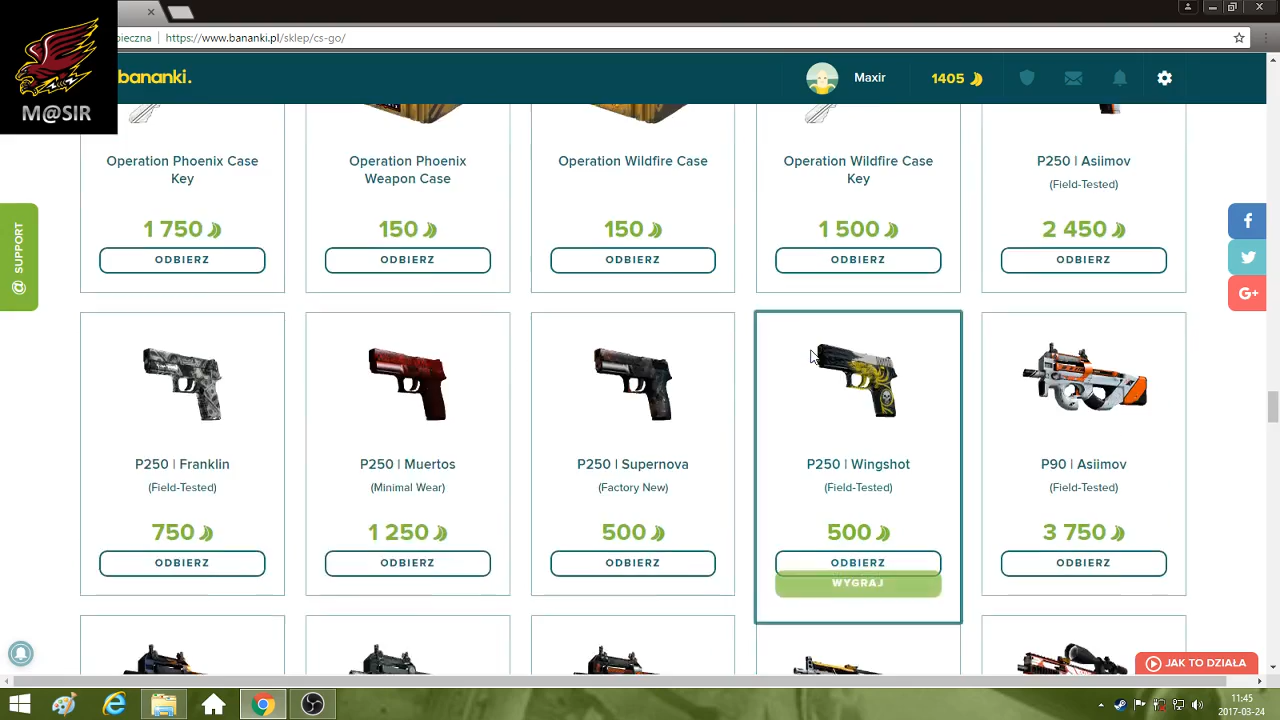 pieczna
https://www.bananki.pl/sklep/cs-go/
M@SIR
bananki.
Maxir
1405
Operation Phoenix Case
Key
1 750
ODBIERZ
Operation Phoenix
Weapon Case
150
ODBIERZ
Operation Wildfire Case
150
ODBIERZ
Operation Wildfire Case
Key
1 500
ODBIERZ
P250 | Asiimov
(Field-Tested)
2 450
ODBIERZ
@ SUPPORT
f
G+
P250 | Franklin
(Field-Tested)
750
ODBIERZ
P250 | Muertos
(Minimal Wear)
1 250
ODBIERZ
P250 | Supernova
(Factory New)
500
ODBIERZ
P250 | Wingshot
(Field-Tested)
500
ODBIERZ
WYGRAJ
P90 | Asiimov
(Field-Tested)
3 750
ODBIERZ
JAK TO DZIAŁA
11:45
2017-03-24